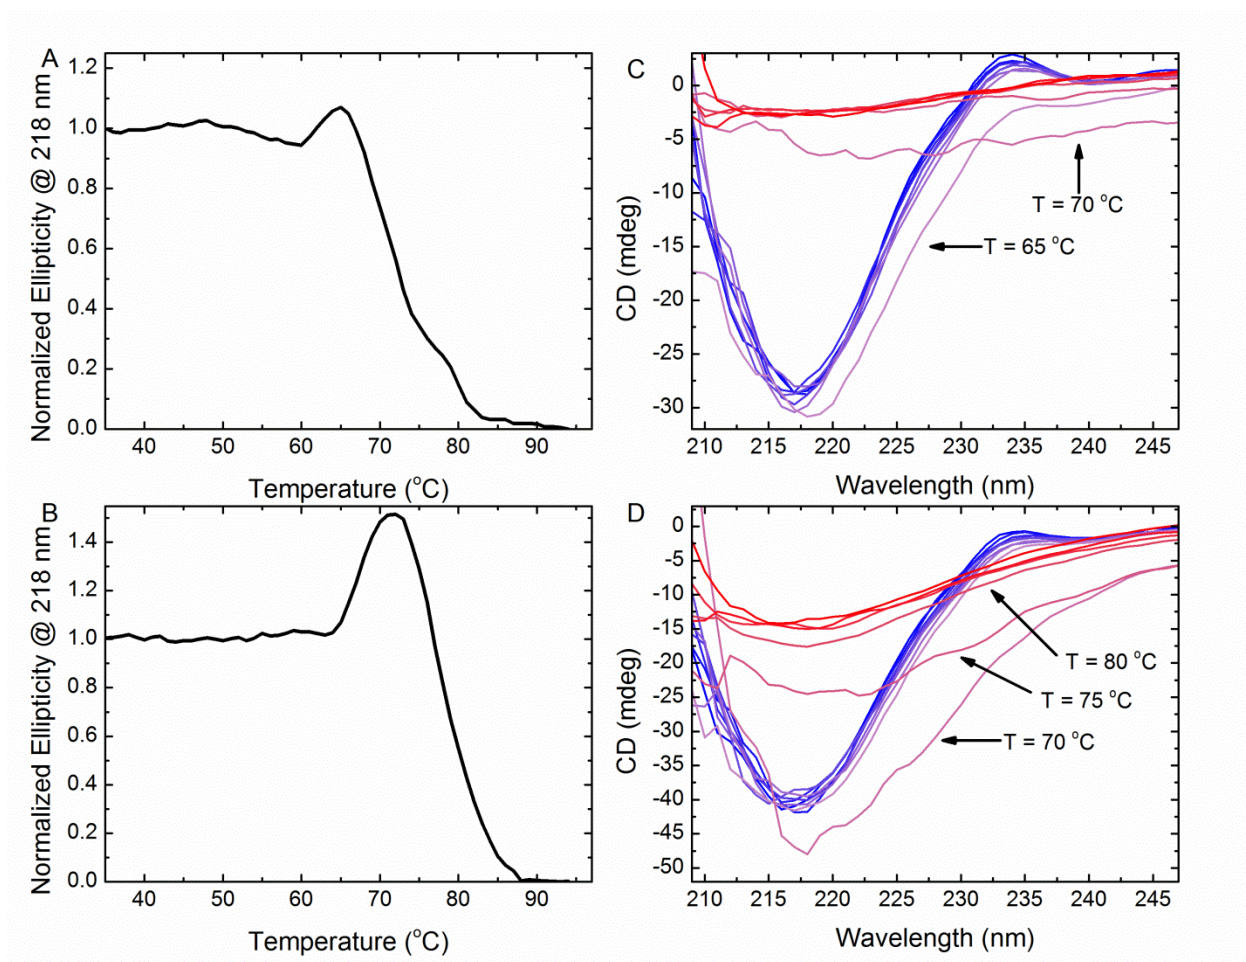 A
Normalized Ellipticity @ 218 nm
1.2
1.0
0.8
0.6
0.4
0.2
0.0
40 50 60 70 80 90
Temperature (°C)
C
CD (mdeg)
0
-5
-10
-15
-20
-25
-30
T = 70 °C
T = 65 °C
210 215 220 225 230 235 240 245
Wavelength (nm)
B
Normalized Ellipticity @ 218 nm
1.4
1.2
1.0
0.8
0.6
0.4
0.2
0.0
40 50 60 70 80 90
Temperature (°C)
D
CD (mdeg)
0
-5
-10
-15
-20
-25
-30
-35
-40
-45
-50
T = 80 °C
T = 75 °C
T = 70 °C
210 215 220 225 230 235 240 245
Wavelength (nm)